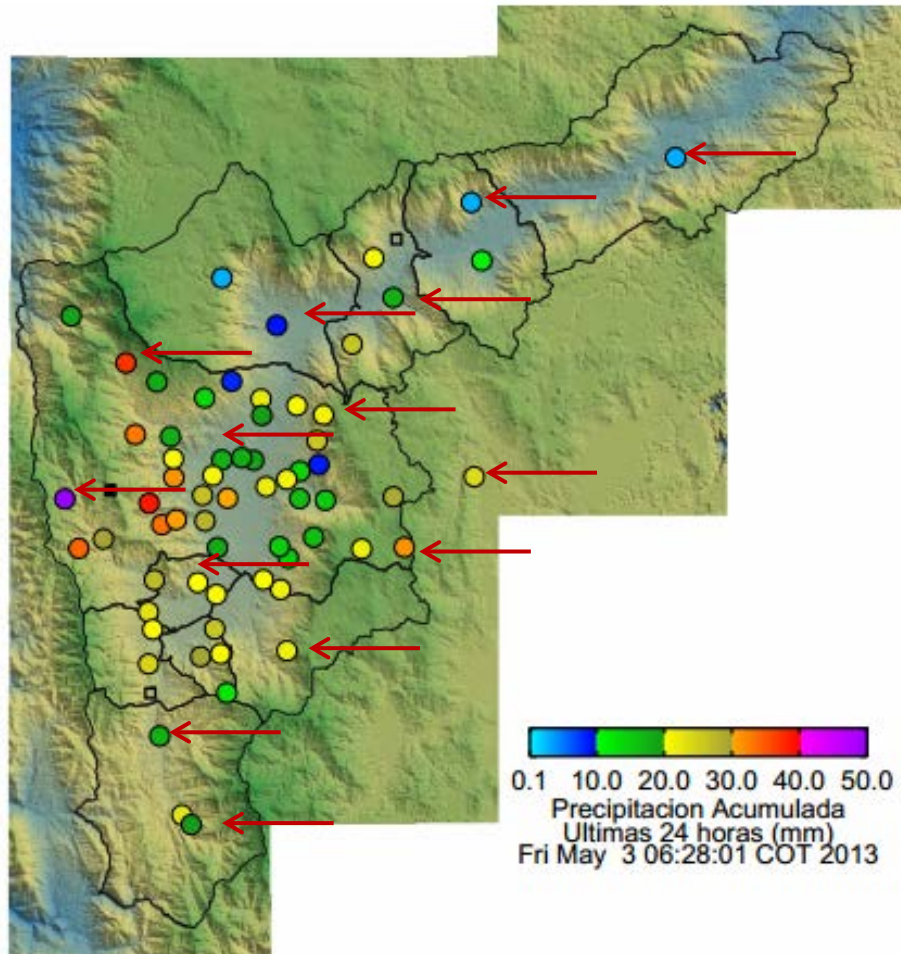 0.1 10.0 20.0 30.0 40.0 50.0
Precipitacion Acumulada
Ultimas 24 horas (mm)
Fri May 3 06:28:01 COT 2013